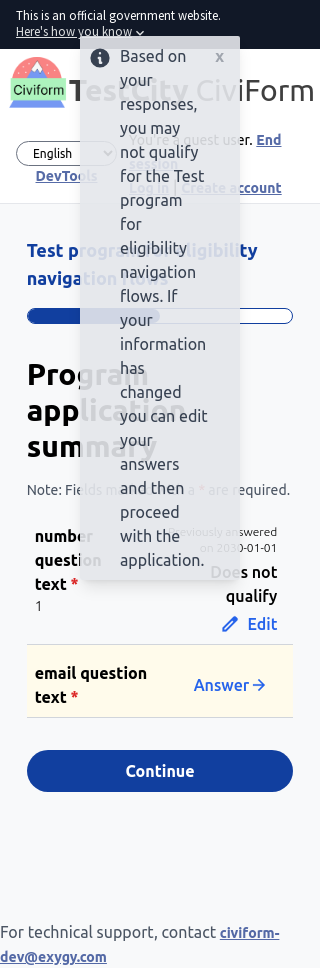 This is an official government website.
Here's how you know
Civiform
TestCity CiviForm
English
You're a guest user. End session
DevTools
Log in | Create account
Based on
your
responses,
you may
not qualify
for the Test
program
for
eligibility
navigation
flows. If
your
information
has
changed
you can edit
your
answers
and then
proceed
with the
application.
x
Test program for eligibility
navigation flows
Program
application
summary
Note: Fields marked with a * are required.
number
question
text *
1
Previously answered
on 2030-01-01
Does not
qualify
Edit
email question
text *
Answer
Continue
For technical support, contact civiform-
dev@exygy.com